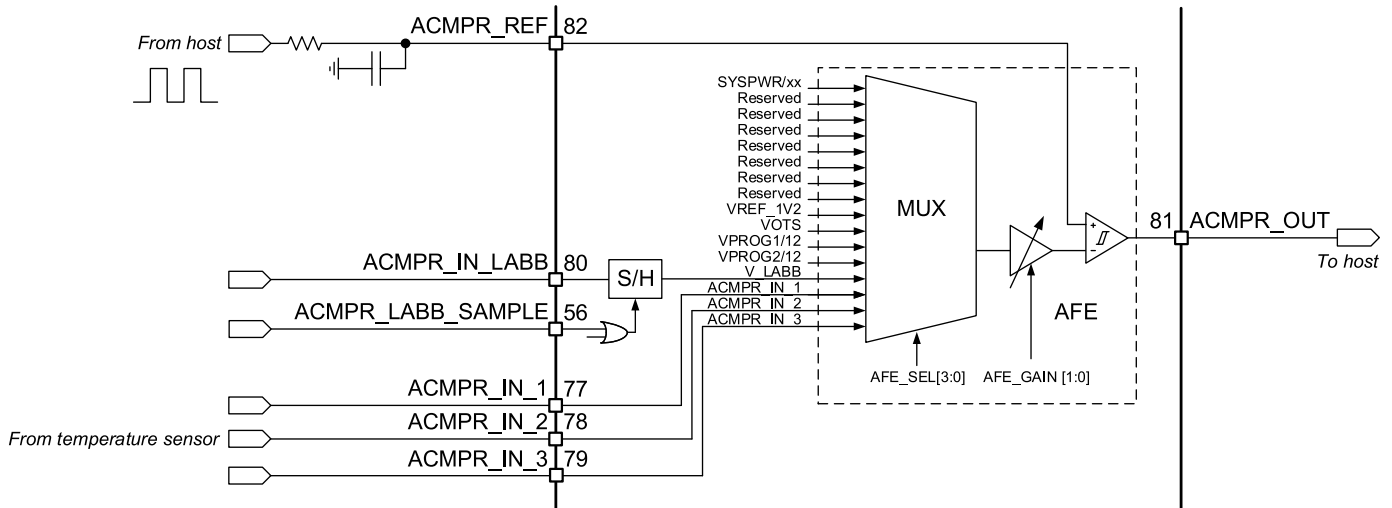 ACMPR_REF 82
From host
SYSPWR/xx
Reserved
Reserved
Reserved
Reserved
Reserved
Reserved
Reserved
VREF_1V2
VOTS
VPROG1/12
VPROG2/12
V_LABB
ACMPR_IN_1
ACMPR_IN_2
ACMPR_IN_3
MUX
+
-
81 ACMPR_OUT
To host
ACMPR_IN_LABB 80
S/H
ACMPR_LABB_SAMPLE 56
AFE
AFE_SEL[3:0]
AFE_GAIN [1:0]
ACMPR_IN_1 77
ACMPR_IN_2 78
From temperature sensor
ACMPR_IN_3 79